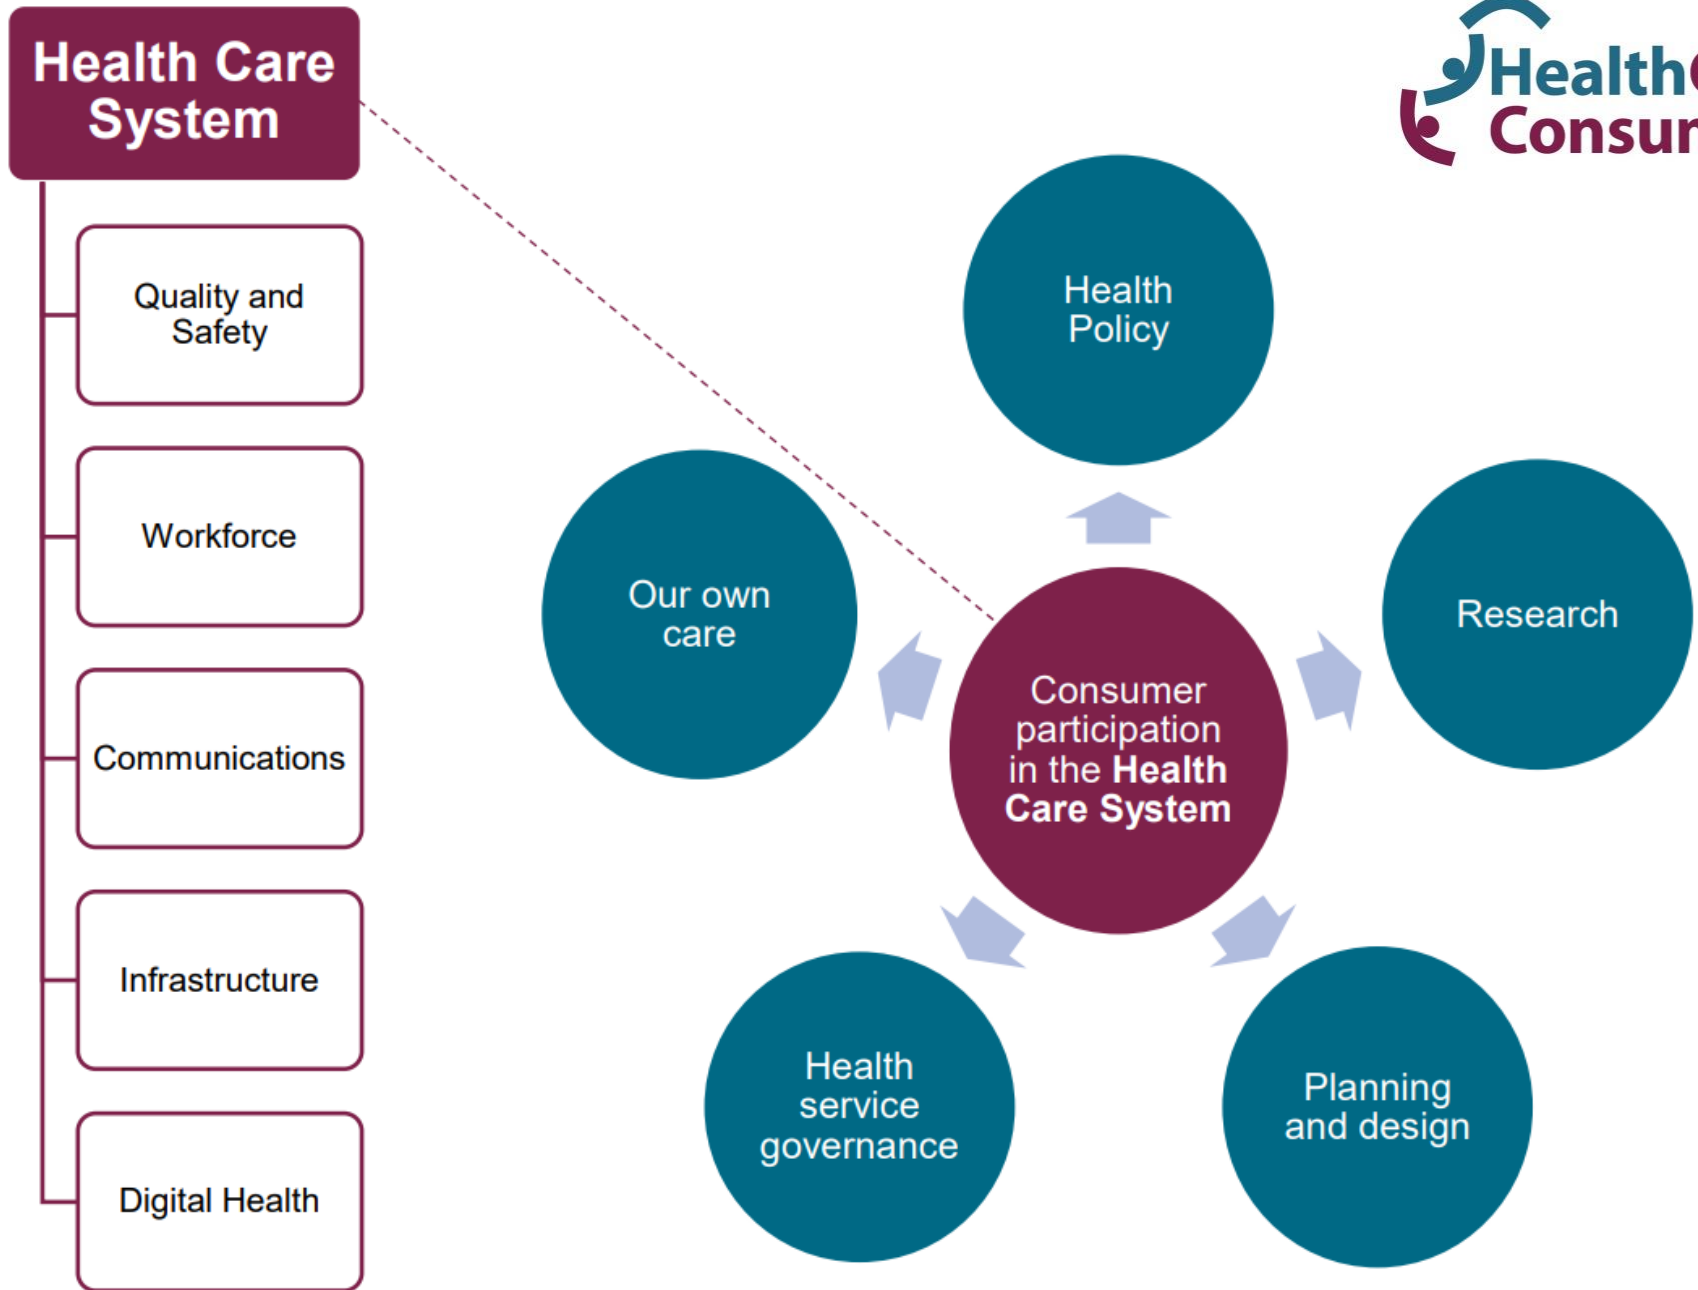 Health Care
System
Quality and
Safety
Workforce
Communications
Infrastructure
Digital Health
Health
Consum
Health
Policy
Our own
care
Research
Consumer
participation
in the Health
Care System
Health
service
governance
Planning
and design